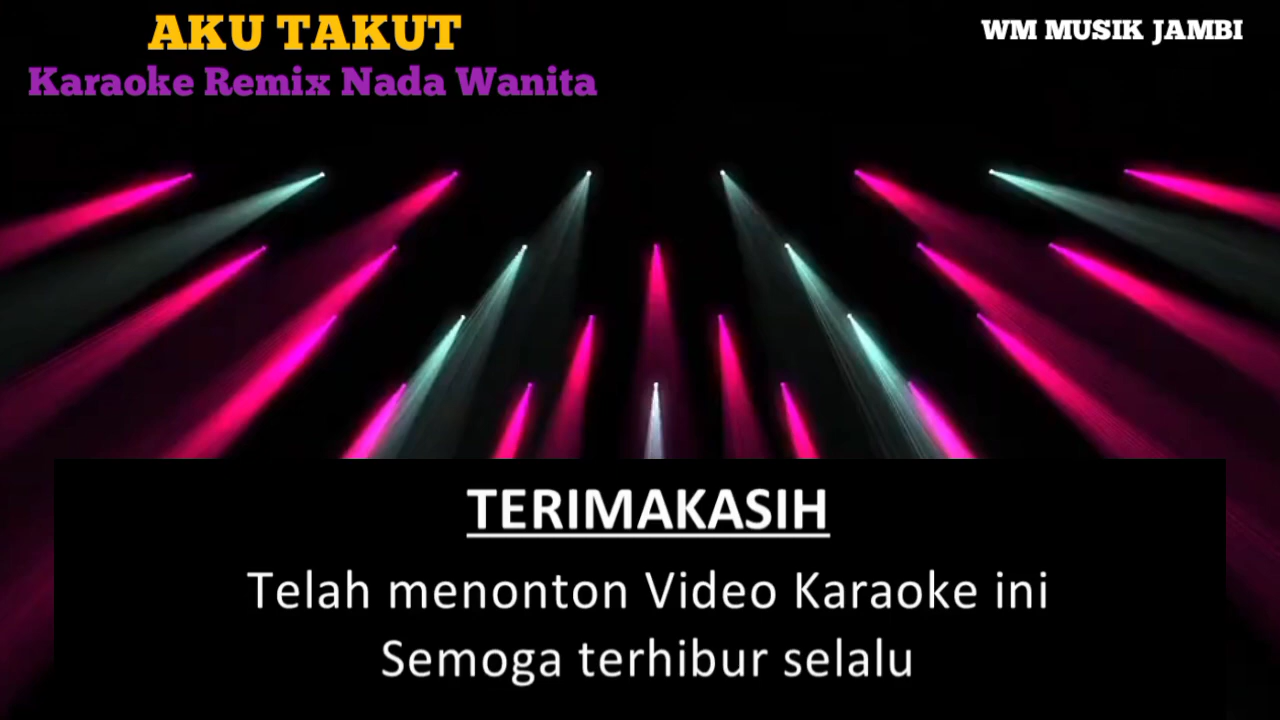 AKU TAKUT
Karaoke Remix Nada Wanita
WM MUSIK JAMBI
TERIMAKASIH
Telah menonton Video Karaoke ini
Semoga terhibur selalu